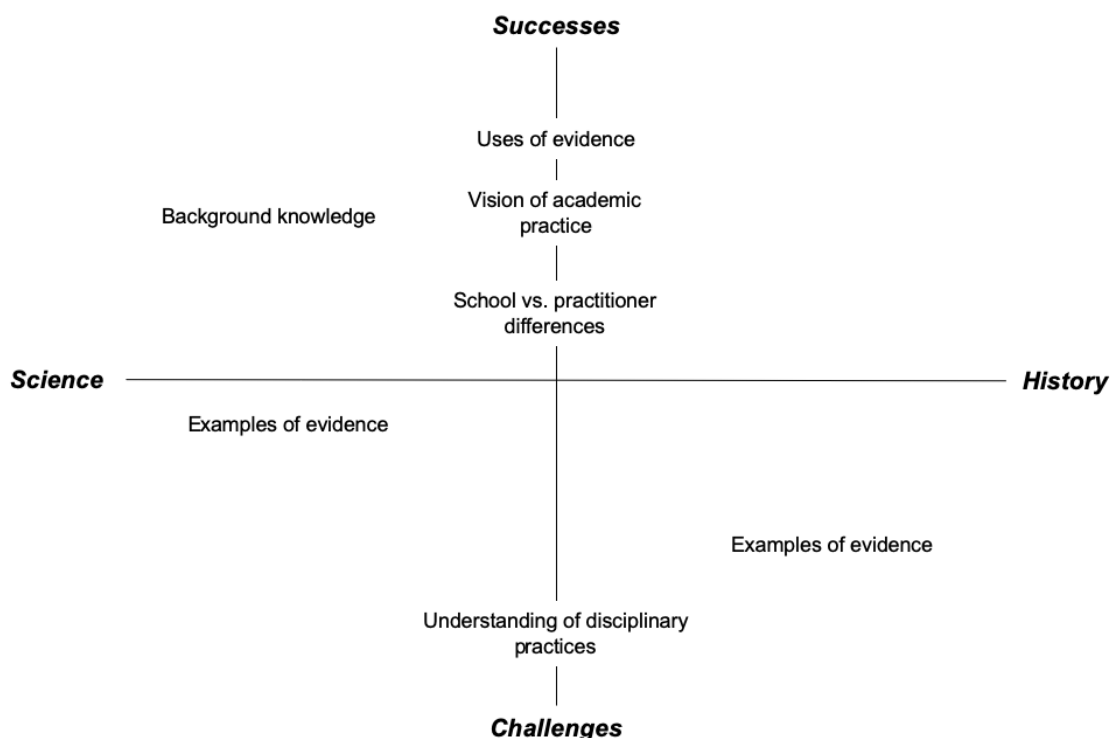 Successes
Uses of evidence
Background knowledge
Vision of academic
practice
School vs. practitioner
differences
Science
History
Examples of evidence
Examples of evidence
Understanding of disciplinary
practices
Challenges